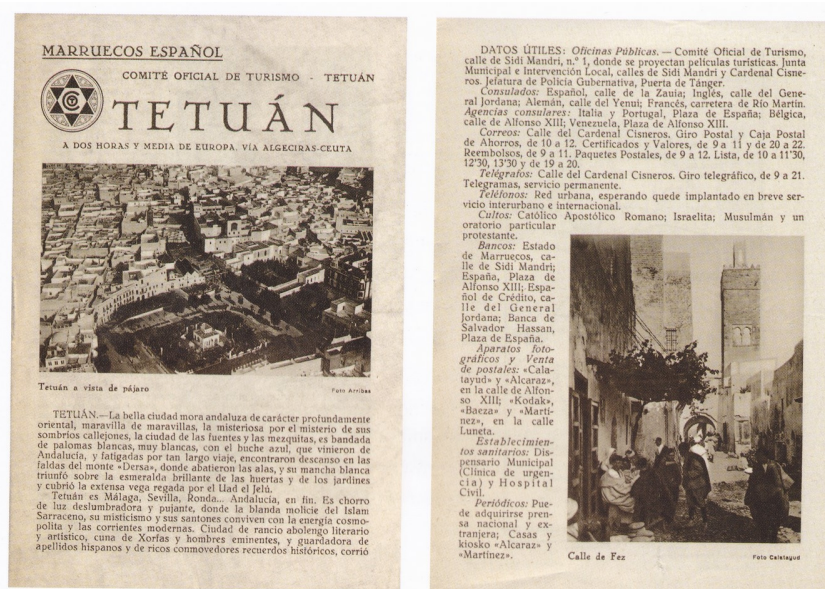 MARRUECOS ESPAÑOL
COMITÉ OFICIAL DE TURISMO - TETUÁN
TETUÁN
A DOS HORAS Y MEDIA DE EUROPA. VÍA ALGECIRAS-CEUTA
Tetuán a vista de pájaro
Foto Arribas
TETUÁN.—La bella ciudad mora andaluza de carácter profundamente
oriental, maravilla de maravillas, la misteriosa por el misterio de sus
sombrios callejones, la ciudad de las fuentes y las mezquitas, es bandada
de palomas blancas, muy blancas, con el buche azul, que vinieron de
Andalucía, y fatigadas por tan largo viaje, encontraron descanso en las
faldas del monte «Dersa», donde abatieron las alas, y su mancha blanca
triunfó sobre la esmeralda brillante de las huertas y de los jardines
y cubrió la extensa vega regada por el Uad el Jelú.
Tetuán es Málaga, Sevilla, Ronda... Andalucía, en fin. Es chorro
de luz deslumbradora y pujante, donde la blanda molicie del Islam
Sarraceno, su misticismo y sus santones conviven con la energía cosmo-
polita y las corrientes modernas. Ciudad de rancio abolengo literario
y artístico, cuna de Xorfas y hombres eminentes, y guardadora de
apellidos hispanos y de ricos conmovedores recuerdos históricos, corrió
DATOS ÚTILES: Oficinas Públicas. — Comité Oficial de Turismo,
calle de Sidi Mandri, n.º 1, donde se proyectan películas turísticas. Junta
Municipal e Intervención Local, calles de Sidi Mandri y Cardenal Cisne-
ros. Jefatura de Policía Gubernativa, Puerta de Tánger.
Consulados: Español, calle de la Zauia; Inglés, calle del Gene-
ral Jordana; Alemán, calle del Yenui; Francés, carretera de Río Martín.
Agencias consulares: Italia y Portugal, Plaza de España; Bélgica,
calle de Alfonso XIII; Venezuela, Plaza de Alfonso XIII.
Correos: Calle del Cardenal Cisneros. Giro Postal y Caja Postal
de Ahorros, de 10 a 12. Certificados y Valores, de 9 a 11 y de 20 a 22.
Reembolsos, de 9 a 11. Paquetes Postales, de 9 a 12. Lista, de 10 a 11'30,
12'30, 13'30 y de 19 a 20.
Telégrafos: Calle del Cardenal Cisneros. Giro telegráfico, de 9 a 21.
Telegramas, servicio permanente.
Teléfonos: Red urbana, esperando quede implantado en breve ser-
vicio interurbano e internacional.
Cultos: Católico Apostólico Romano; Israelita; Musulmán y un
oratorio particular
protestante.
Bancos: Estado
de Marruecos, ca-
lle de Sidi Mandri;
España, Plaza de
Alfonso XIII; Espa-
ñol de Crédito, ca-
lle del General
Jordana; Banca de
Salvador Hassan,
Plaza de España.
Aparatos foto-
gráficos y Venta
de postales: «Cala-
tayud» y «Alcaraz»,
en la calle de Alfon-
so XIII; «Kodak»,
«Baeza» y «Martí-
nez», en la calle
Luneta.
Establecimien-
tos sanitarios: Dis-
pensario Municipal
(Clínica de urgen-
cia) y Hospital
Civil.
Periódicos: Pue-
de adquirirse pren-
sa nacional y ex-
tranjera; Casas y
kiosko «Alcaraz» y
«Martínez».
Calle de Fez
Foto Calatayud